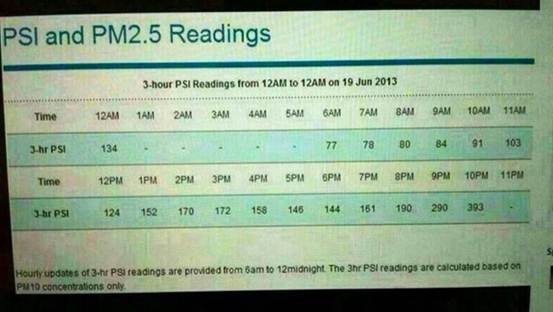 PSI and PM2.5 Readings
3-hour PSI Readings from 12AM to 12AM on 19 Jun 2013
Time 12AM 1AM 2AM 3AM 4AM 5AM 6AM 7AM 8AM 9AM 10AM 11AM
3-hr PSI 134 - - - - - 77 78 80 84 91 103
Time 12PM 1PM 2PM 3PM 4PM 5PM 6PM 7PM 8PM 9PM 10PM 11PM
3-hr PSI 124 152 170 172 158 146 144 161 190 290 393 -
Hourly updates of 3-hr PSI readings are provided from 6am to 12midnight. The 3hr PSI readings are calculated based on
PM10 concentrations only.